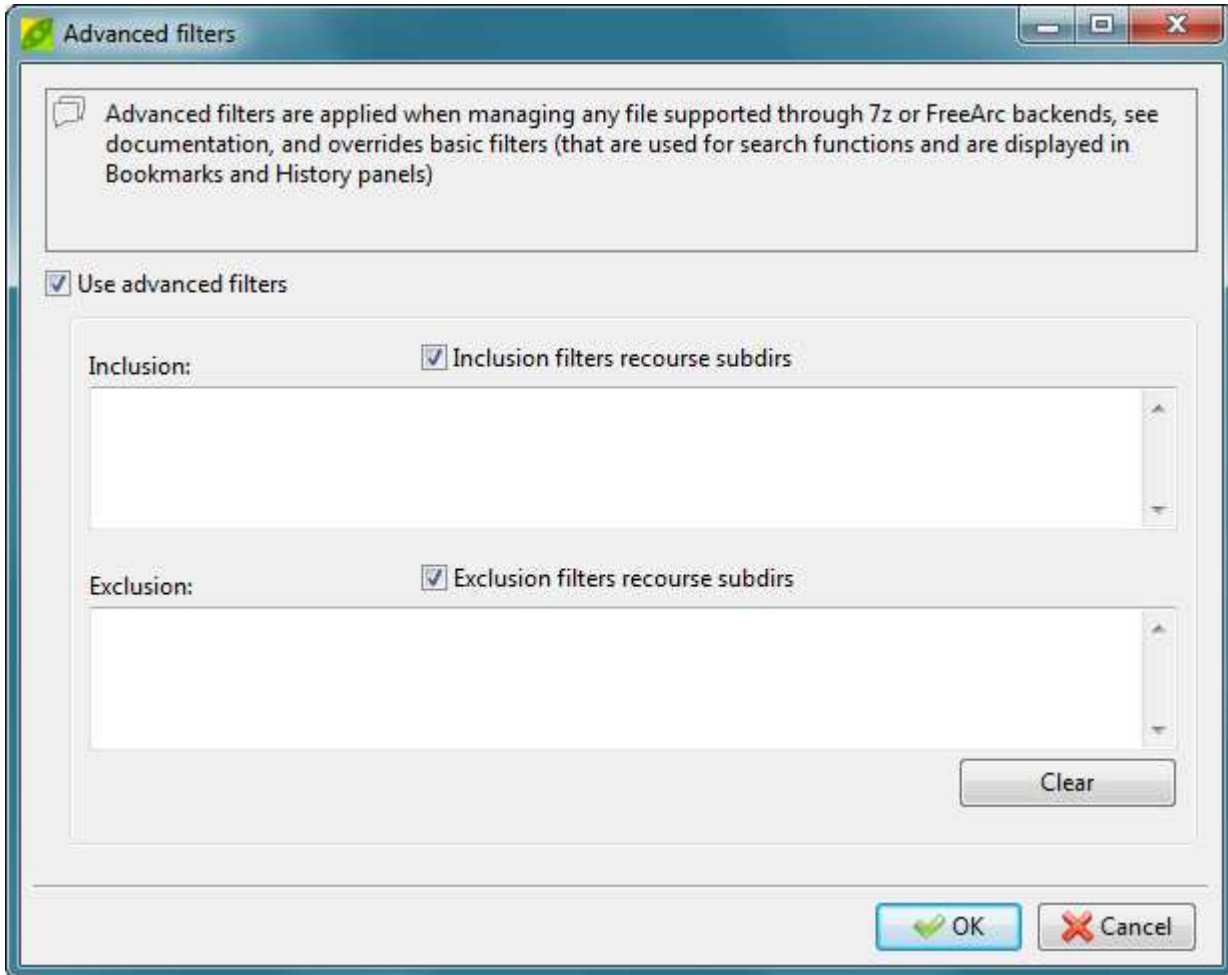 Advanced filters
Advanced filters are applied when managing any file supported through 7z or FreeArc backends, see
documentation, and overrides basic filters (that are used for search functions and are displayed in
Bookmarks and History panels)
Use advanced filters
Inclusion:
Inclusion filters recourse subdirs
Exclusion:
Exclusion filters recourse subdirs
Clear
OK
Cancel